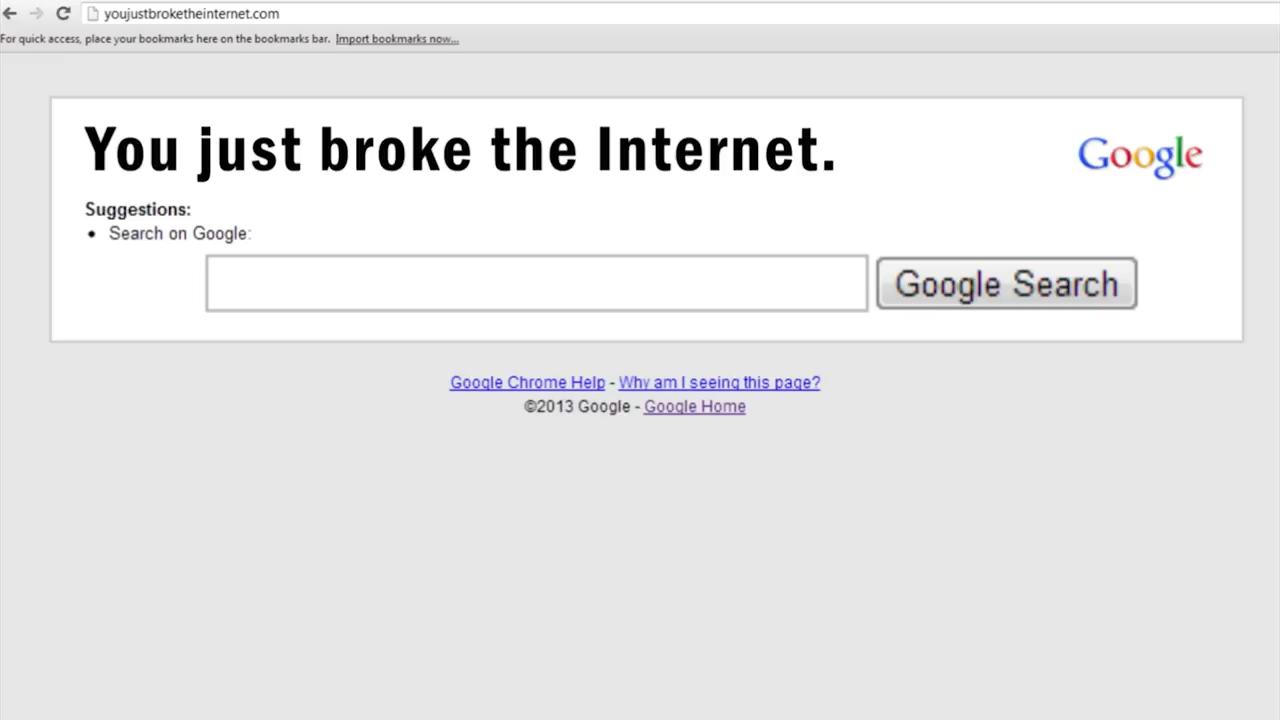 youjustbroketheinternet.com
For quick access, place your bookmarks here on the bookmarks bar. Import bookmarks now...
You just broke the Internet.
Google
Suggestions:
• Search on Google:
Google Search
Google Chrome Help - Why am I seeing this page?
©2013 Google - Google Home